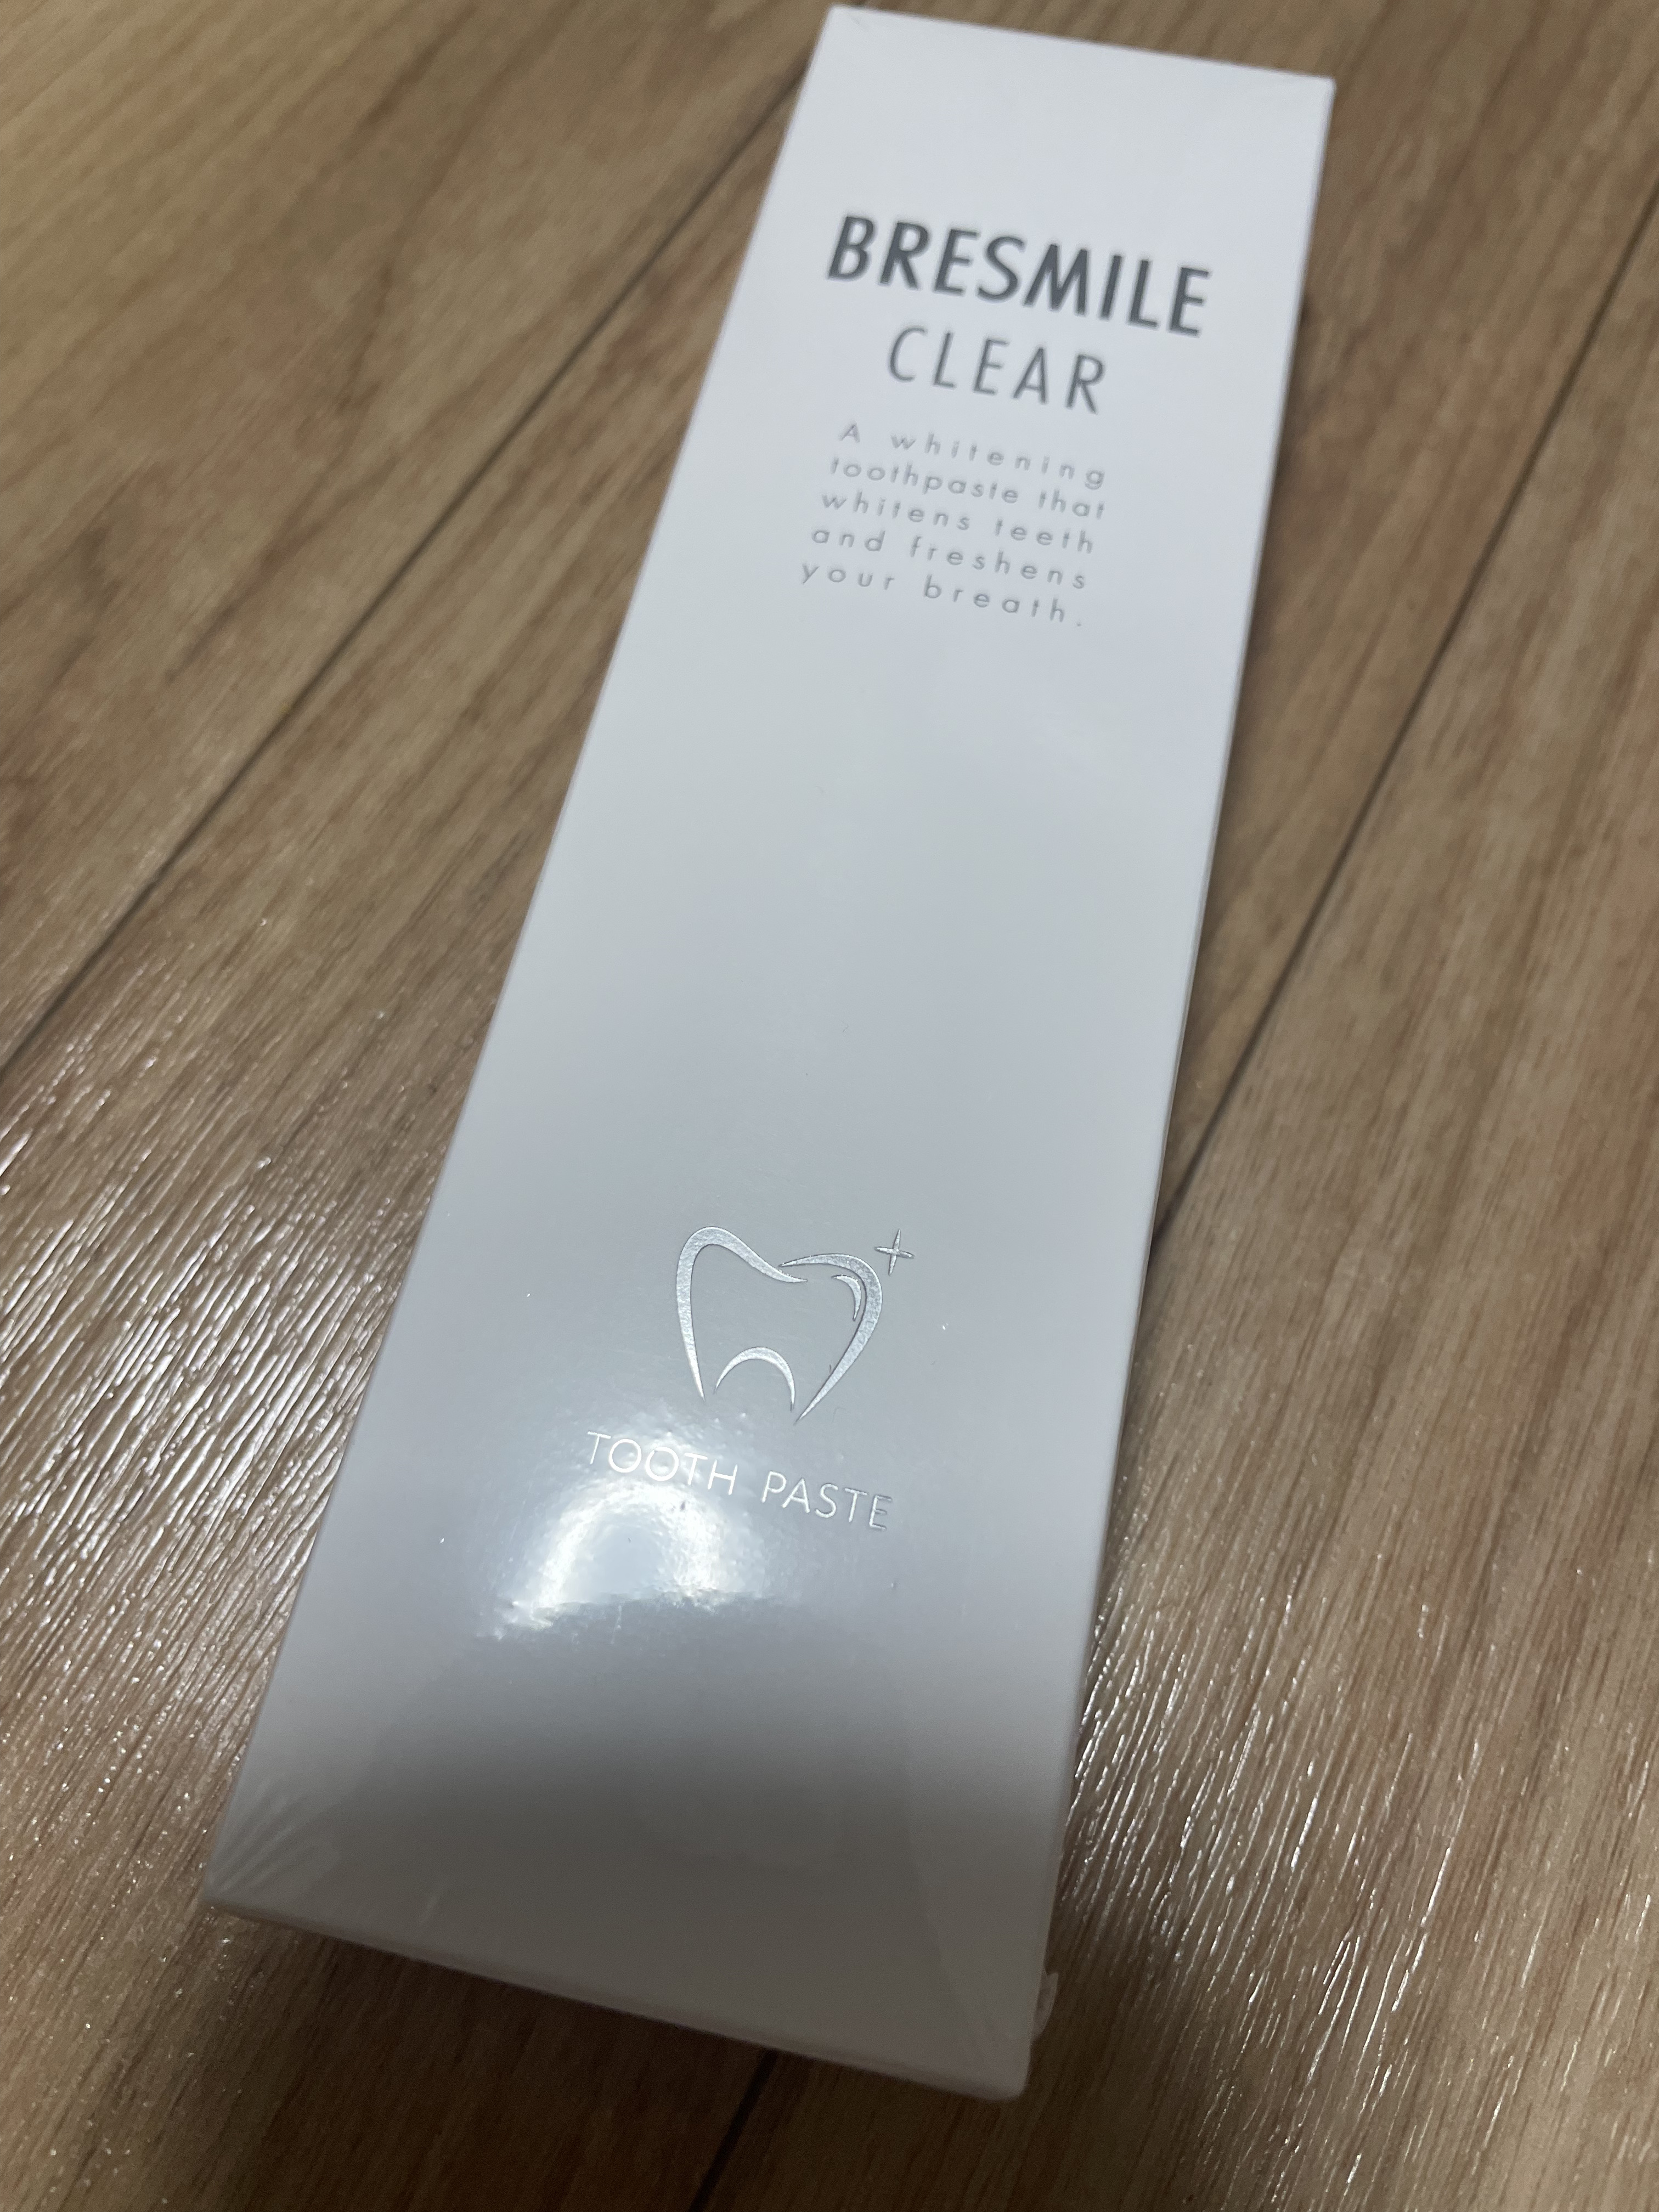 BRESMILE
CLEAR
A whitening
toothpaste that
whitens teeth
and freshens
your breath.
TOOTH PASTE